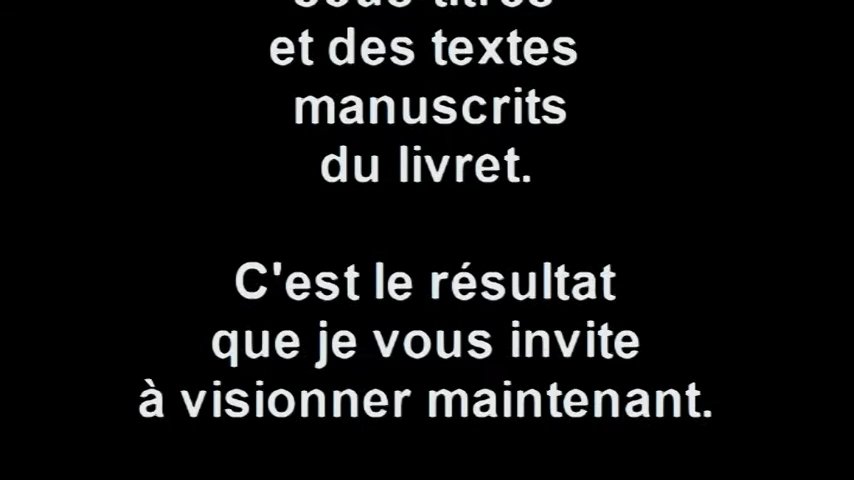 et des textes
manuscrits
du livret.
C'est le résultat
que je vous invite
à visionner maintenant.